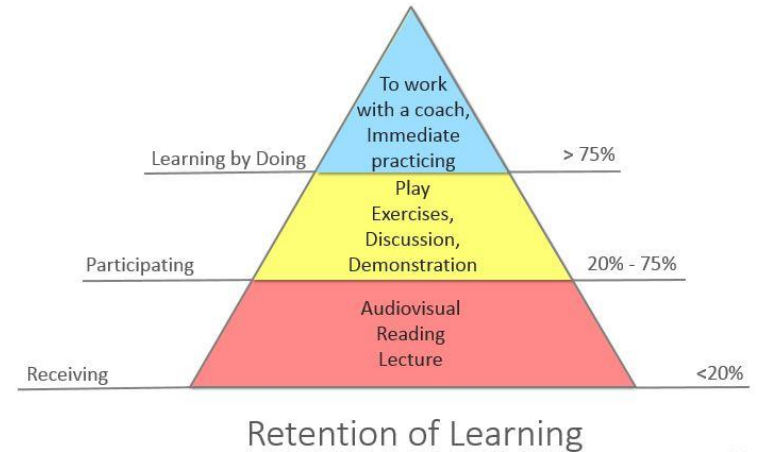 To work
with a coach,
Immediate
practicing
Learning by Doing
> 75%
Play
Exercises,
Discussion,
Demonstration
Participating
20% - 75%
Audiovisual
Reading
Lecture
Receiving
<20%
Retention of Learning